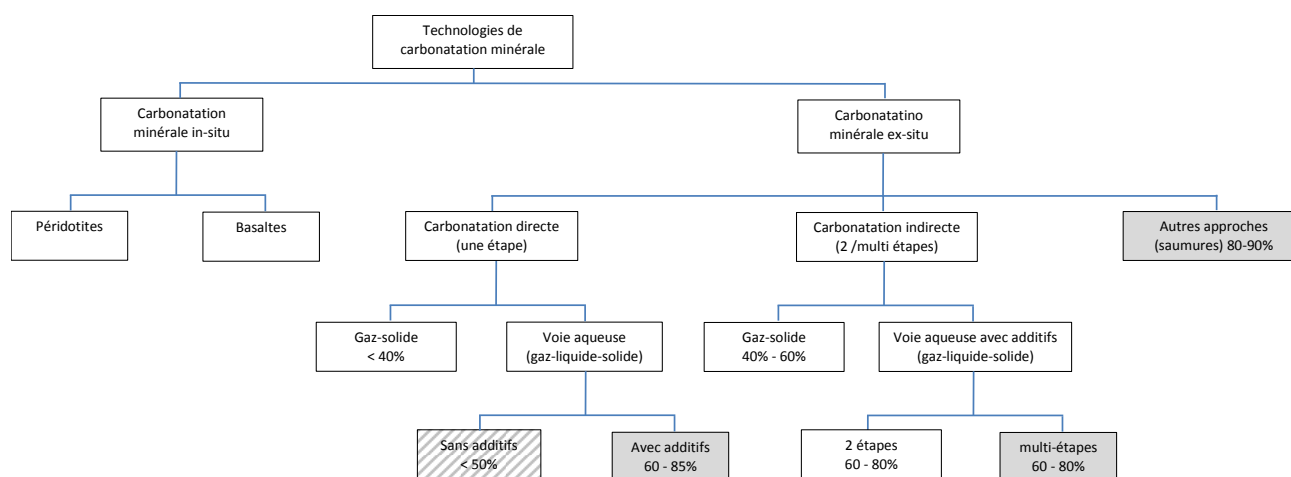 Technologies de
carbonatation minérale
Carbonatation
minérale in-situ
Carbonatatino
minérale ex-situ
Péridotites
Basaltes
Carbonatation directe
(une étape)
Carbonatation indirecte
(2 /multi étapes)
Autres approches
(saumures) 80-90%
Gaz-solide
< 40%
Voie aqueuse
(gaz-liquide-solide)
Gaz-solide
40% - 60%
Voie aqueuse avec additifs
(gaz-liquide-solide)
Sans additifs
< 50%
Avec additifs
60 - 85%
2 étapes
60 - 80%
multi-étapes
60 - 80%